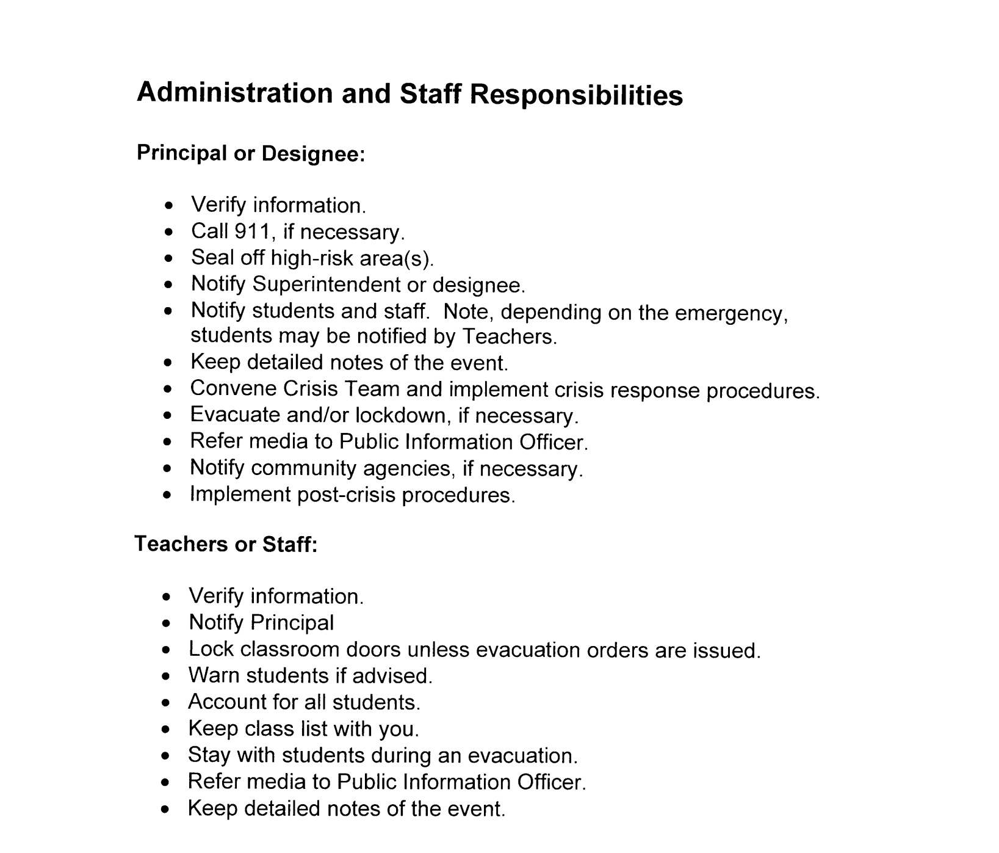 Administration and Staff Responsibilities
Principal or Designee:
• Verify information.
• Call 911, if necessary.
• Seal off high-risk area(s).
• Notify Superintendent or designee.
• Notify students and staff.  Note, depending on the emergency,
students may be notified by Teachers.
• Keep detailed notes of the event.
• Convene Crisis Team and implement crisis response procedures.
• Evacuate and/or lockdown, if necessary.
• Refer media to Public Information Officer.
• Notify community agencies, if necessary.
• Implement post-crisis procedures.
Teachers or Staff:
• Verify information.
• Notify Principal
• Lock classroom doors unless evacuation orders are issued.
• Warn students if advised.
• Account for all students.
• Keep class list with you.
• Stay with students during an evacuation.
• Refer media to Public Information Officer.
• Keep detailed notes of the event.